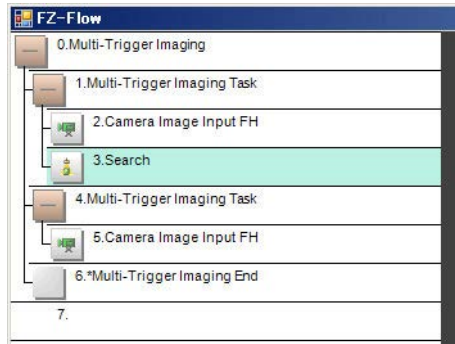 FZ-Flow
0.Multi-Trigger Imaging
1.Multi-Trigger Imaging Task
2.Camera Image Input FH
3.Search
4.Multi-Trigger Imaging Task
5.Camera Image Input FH
6.*Multi-Trigger Imaging End
7.